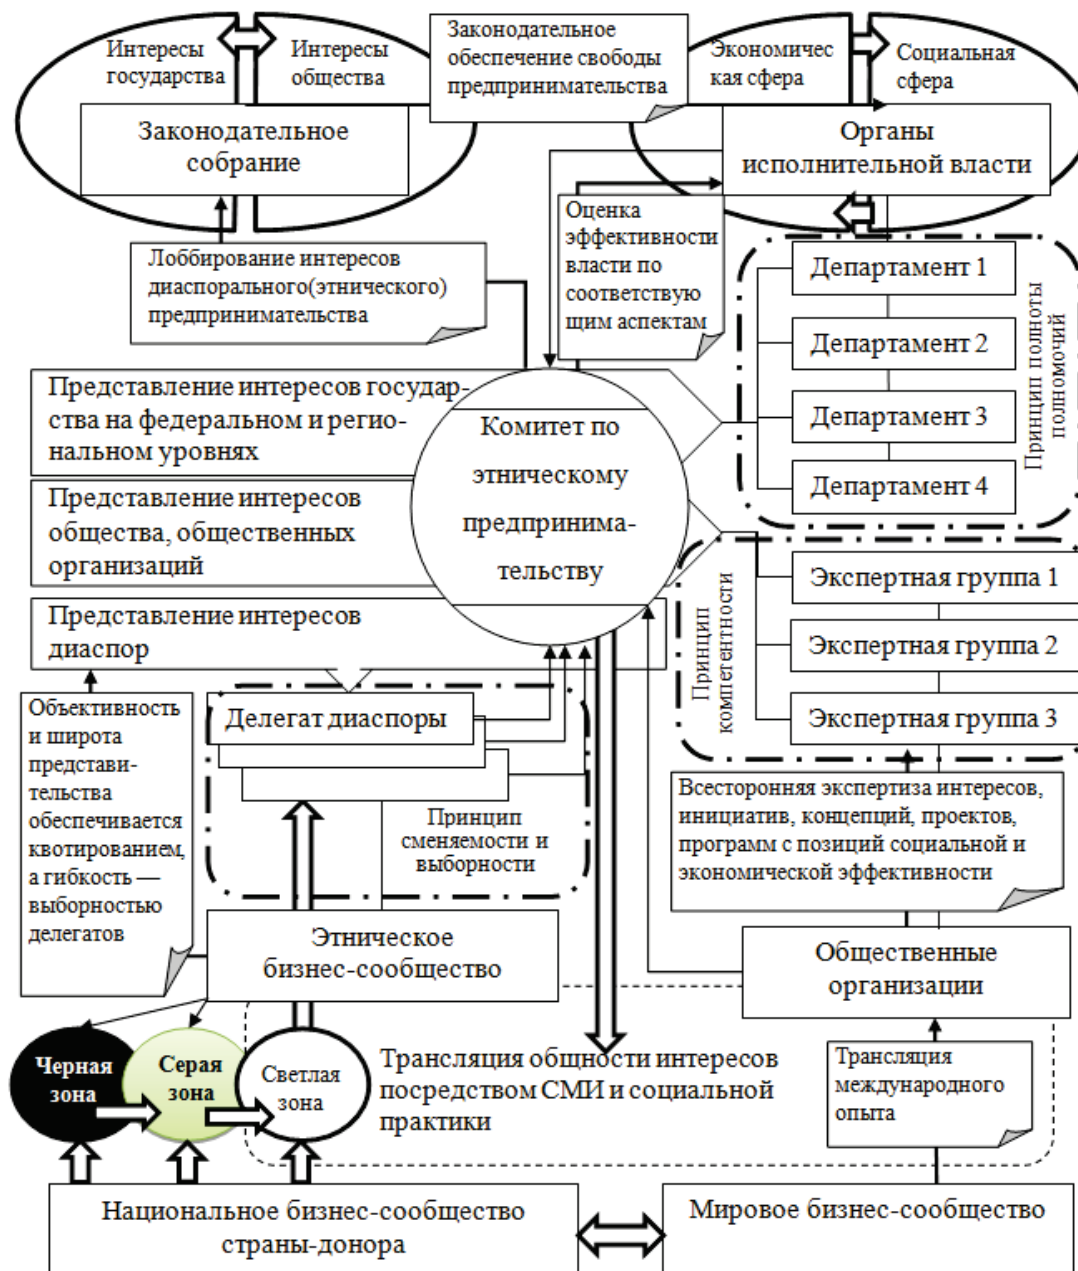 Интересы
государства
Интересы
общества
Законодательное
обеспечение свободы
предпринимательства
Экономичес
кая сфера
Социальная
сфера
Законодательное
собрание
Органы
исполнительной власти
Лоббирование интересов
диаспорального(этнического)
предпринимательства
Оценка
эффективности
власти по
соответствую
щим аспектам
Департамент 1
Департамент 2
Департамент 3
Департамент 4
Принцип полноты
полномочий
Представление интересов государ-
ства на федеральном и регио-
нальном уровнях
Представление интересов
общества, общественных
организаций
Представление интересов
диаспор
Комитет по
этническому
предпринима-
тельству
Экспертная группа 1
Экспертная группа 2
Экспертная группа 3
Принцип
компетентности
Объективность
и широта
представи-
тельства
обеспечивается
квотированием,
а гибкость —
выборностью
делегатов
Делегат диаспоры
Принцип
сменяемости и
выборности
Всесторонняя экспертиза интересов,
инициатив, концепций, проектов,
программ с позиций социальной и
экономической эффективности
Этническое
бизнес-сообщество
Общественные
организации
Черная
зона
Серая
зона
Светлая
зона
Трансляция общности интересов
посредством СМИ и социальной
практики
Трансляция
международного
опыта
Национальное бизнес-сообщество
страны-донора
Мировое бизнес-сообщество